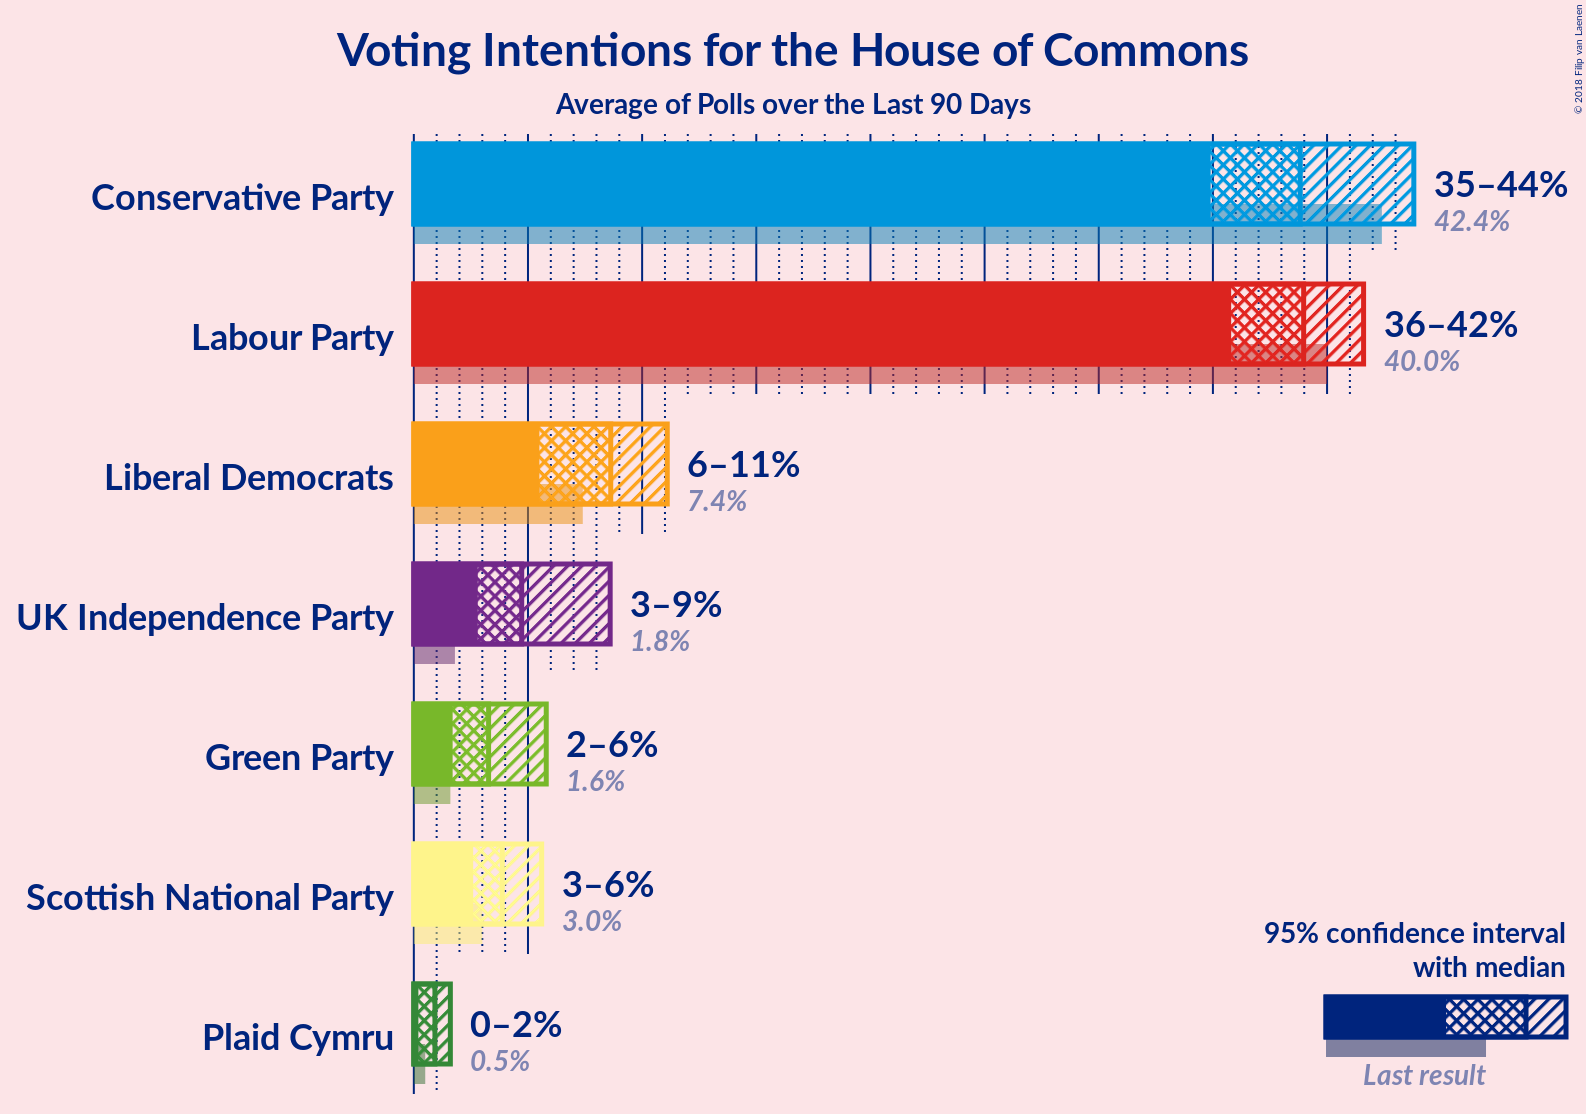 Voting Intentions for the House of Commons
Average of Polls over the Last 90 Days
© 2018 Filip van Laenen
Conservative Party
35–44%
42.4%
Labour Party
36–42%
40.0%
Liberal Democrats
6–11%
7.4%
UK Independence Party
3–9%
1.8%
Green Party
2–6%
1.6%
Scottish National Party
3–6%
3.0%
Plaid Cymru
0–2%
0.5%
95% confidence interval
with median
Last result